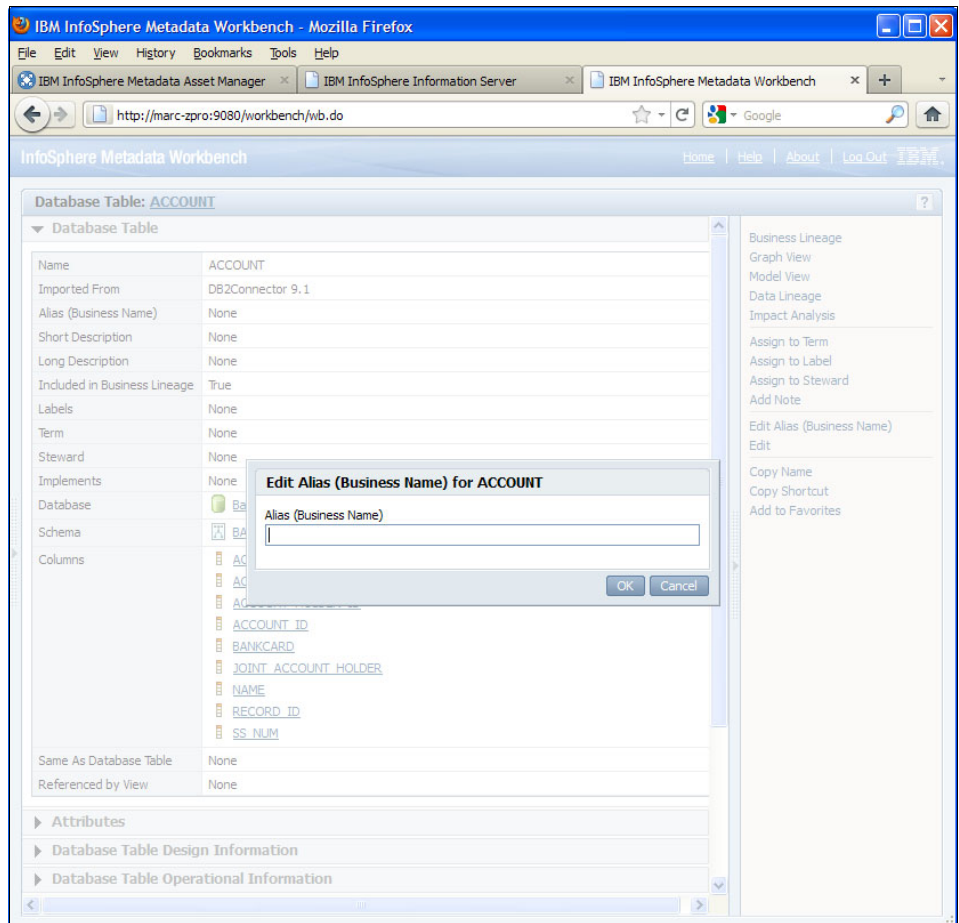 IBM InfoSphere Metadata Workbench - Mozilla Firefox
File Edit View History Bookmarks Tools Help
IBM InfoSphere Metadata Asset Manager × IBM InfoSphere Information Server × IBM InfoSphere Metadata Workbench × +
http://marc-zpro:9080/workbench/wb.do Google
InfoSphere Metadata Workbench Home | Help | About | Log Out IBM.
Database Table: ACCOUNT ?
Database Table
Name ACCOUNT
Imported From DB2Connector 9.1
Alias (Business Name) None
Short Description None
Long Description None
Included in Business Lineage True
Labels None
Term None
Steward None
Implements None
Database Ba
Schema BA
Columns AC
AC
ACCOUNT_HOLDER_ID
ACCOUNT_ID
BANKCARD
JOINT_ACCOUNT_HOLDER
NAME
RECORD_ID
SS_NUM
Same As Database Table None
Referenced by View None
Attributes
Database Table Design Information
Database Table Operational Information
Edit Alias (Business Name) for ACCOUNT
Alias (Business Name)
OK Cancel
Business Lineage
Graph View
Model View
Data Lineage
Impact Analysis
Assign to Term
Assign to Label
Assign to Steward
Add Note
Edit Alias (Business Name)
Edit
Copy Name
Copy Shortcut
Add to Favorites